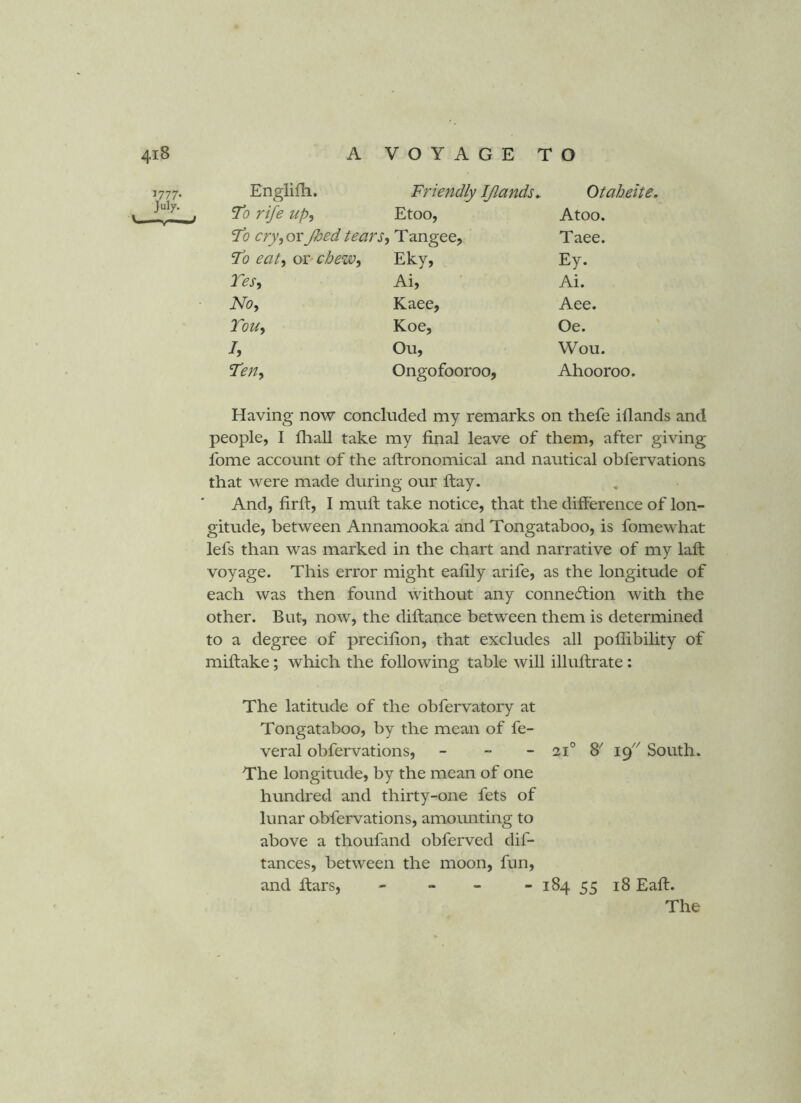 418 A VOYAGE TO
1777. July.
Engliſh. Friendly Iſlands. Otaheite.
To riſe up, Etoo, Atoo.
To cry, or ſhed tears, Tangee, Taee.
To eat, or chew, Eky, Ey.
Yes, Ai, Ai.
No, Kaee, Aee.
You, Koe, Oe.
I, Ou, Wou.
Ten, Ongofooroo, Ahooroo.
Having now concluded my remarks on theſe iſlands and
people, I ſhall take my final leave of them, after giving
ſome account of the aſtronomical and nautical obſervations
that were made during our ſtay.
And, firſt, I muſt take notice, that the difference of lon-
gitude, between Annamooka and Tongataboo, is ſomewhat
leſs than was marked in the chart and narrative of my laſt
voyage. This error might eaſily ariſe, as the longitude of
each was then found without any connection with the
other. But, now, the diſtance between them is determined
to a degree of preciſion, that excludes all poſſibility of
miſtake; which the following table will illuſtrate:
The latitude of the obſervatory at
Tongataboo, by the mean of ſe-
veral obſervations, - - - 21° 8′ 19″ South.
The longitude, by the mean of one
hundred and thirty-one ſets of
lunar obſervations, amounting to
above a thouſand obſerved diſ-
tances, between the moon, ſun,
and ſtars, - - - - 184 55 18 Eaſt.
The